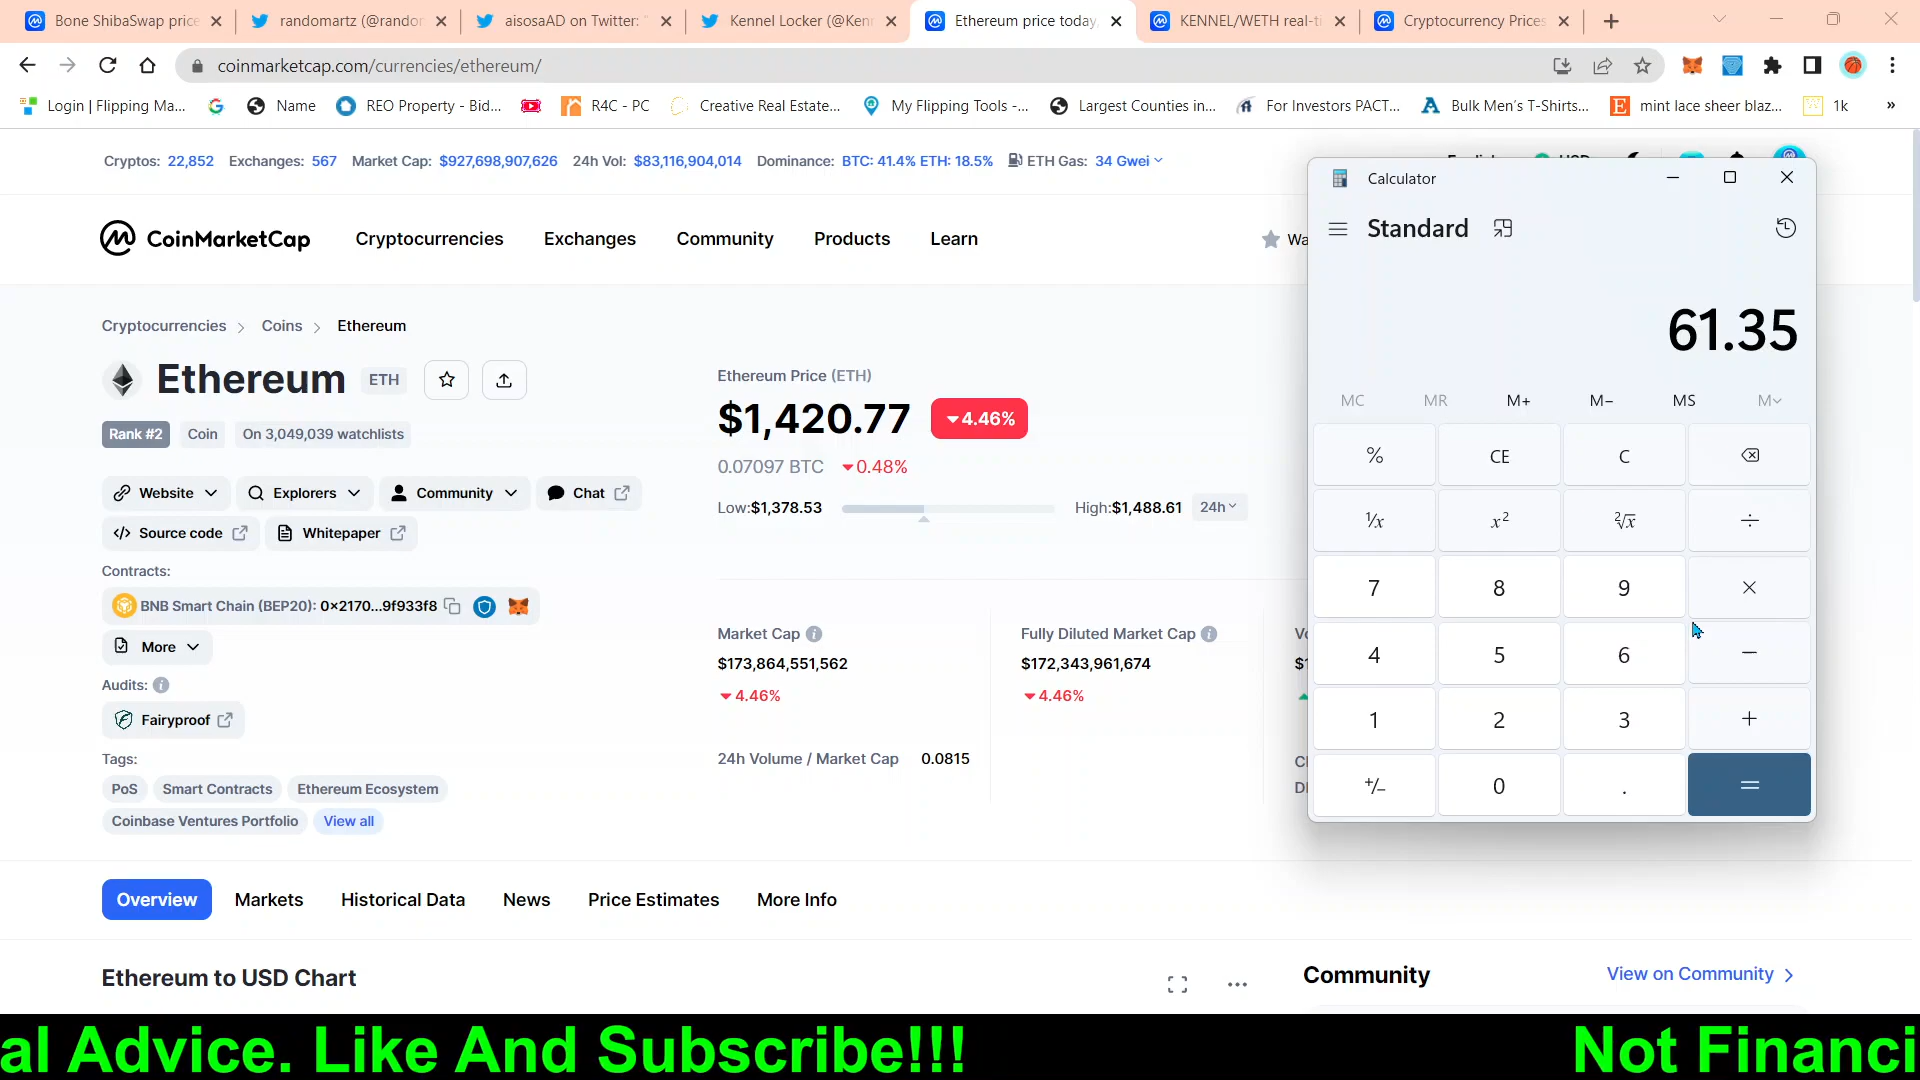 Bone ShibaSwap price
randomartz (@random
aisosaAD on Twitter: "
Kennel Locker (@Kenn
Ethereum price today,
KENNEL/WETH real-ti
Cryptocurrency Prices
coinmarketcap.com/currencies/ethereum/
Login | Flipping Ma...
Name
REO Property - Bid...
R4C - PC
Creative Real Estate...
My Flipping Tools -...
Largest Counties in...
For Investors PACT...
Bulk Men's T-Shirts...
mint lace sheer blaz...
1k
»
Cryptos: 22,852 Exchanges: 567 Market Cap: $927,698,907,626 24h Vol: $83,116,904,014 Dominance: BTC: 41.4% ETH: 18.5% ETH Gas: 34 Gwei
CoinMarketCap
Cryptocurrencies
Exchanges
Community
Products
Learn
Wa
Cryptocurrencies > Coins > Ethereum
Ethereum ETH
Rank #2
Coin
On 3,049,039 watchlists
Website
Explorers
Community
Chat
Source code
Whitepaper
Contracts:
BNB Smart Chain (BEP20): 0x2170...9f933f8
More
Audits:
Fairyproof
Tags:
PoS
Smart Contracts
Ethereum Ecosystem
Coinbase Ventures Portfolio
View all
Ethereum Price (ETH)
$1,420.77
4.46%
0.07097 BTC
0.48%
Low:$1,378.53
High:$1,488.61
24h
Market Cap
$173,864,551,562
4.46%
24h Volume / Market Cap 0.0815
Fully Diluted Market Cap
$172,343,961,674
4.46%
Calculator
Standard
61.35
MC MR M+ M− MS M
% CE C
¹/x x² ²√x ÷
7 8 9 ×
4 5 6 −
1 2 3 +
+/− 0 . =
Overview
Markets
Historical Data
News
Price Estimates
More Info
Ethereum to USD Chart
Community
View on Community >
al Advice. Like And Subscribe!!!
Not Financi